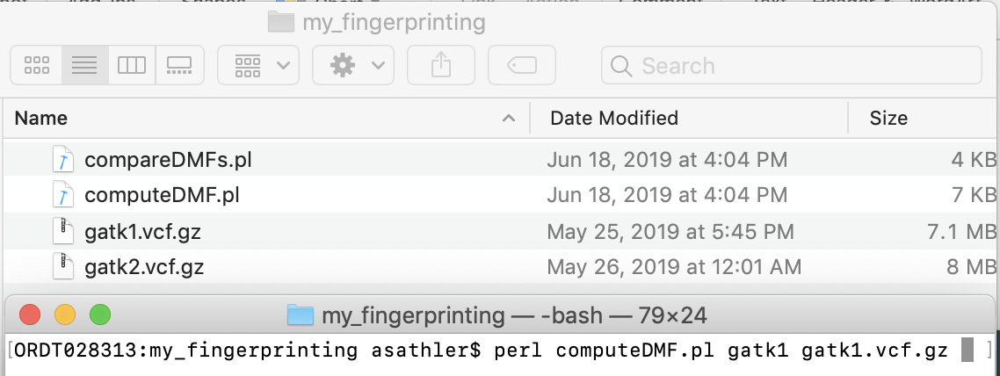 my_fingerprinting
Search
Name Date Modified Size
compareDMFs.pl Jun 18, 2019 at 4:04 PM 4 KB
computeDMF.pl Jun 18, 2019 at 4:04 PM 7 KB
gatk1.vcf.gz May 25, 2019 at 5:45 PM 7.1 MB
gatk2.vcf.gz May 26, 2019 at 12:01 AM 8 MB
my_fingerprinting — -bash — 79×24
[ORDT028313:my_fingerprinting asathler$ perl computeDMF.pl gatk1 gatk1.vcf.gz ]